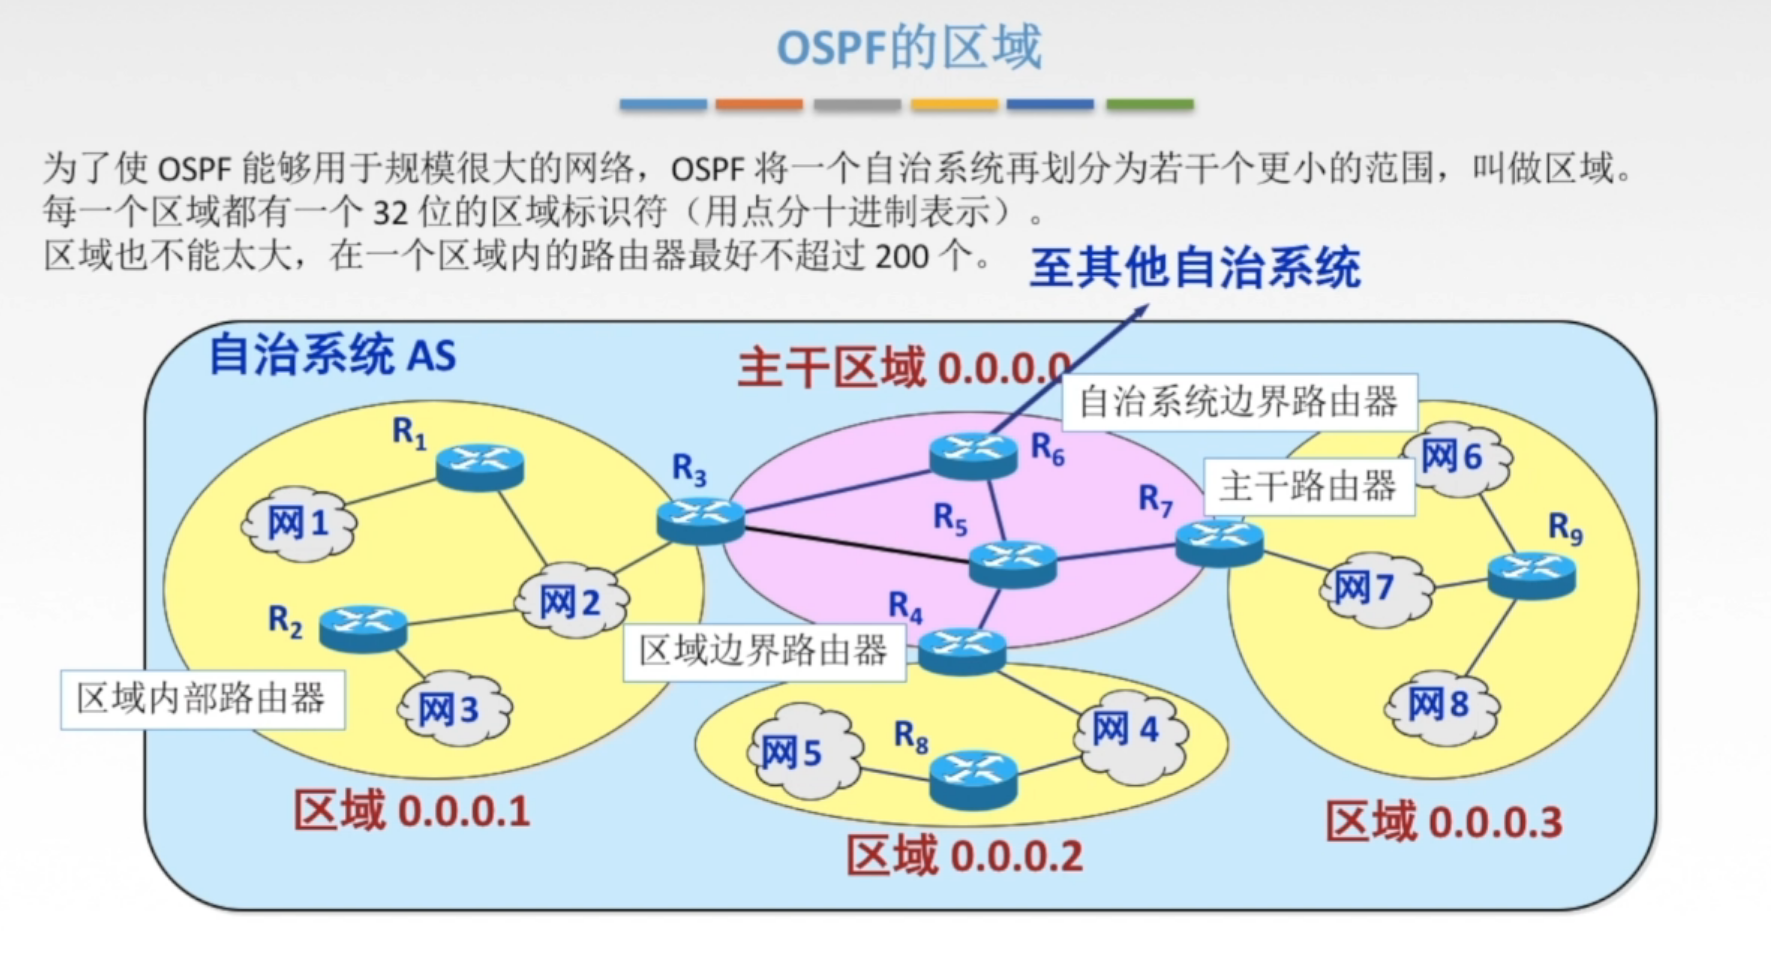 OSPF的区域
为了使 OSPF 能够用于规模很大的网络，OSPF 将一个自治系统再划分为若干个更小的范围，叫做区域。
每一个区域都有一个 32 位的区域标识符（用点分十进制表示）。
区域也不能太大，在一个区域内的路由器最好不超过 200 个。
至其他自治系统
自治系统 AS
主干区域 0.0.0.0
自治系统边界路由器
R1
R6
网6
R3
主干路由器
R7
网1
R5
R9
网2
网7
R2
R4
区域边界路由器
区域内部路由器
网3
网8
R8
网4
网5
区域 0.0.0.1
区域 0.0.0.3
区域 0.0.0.2